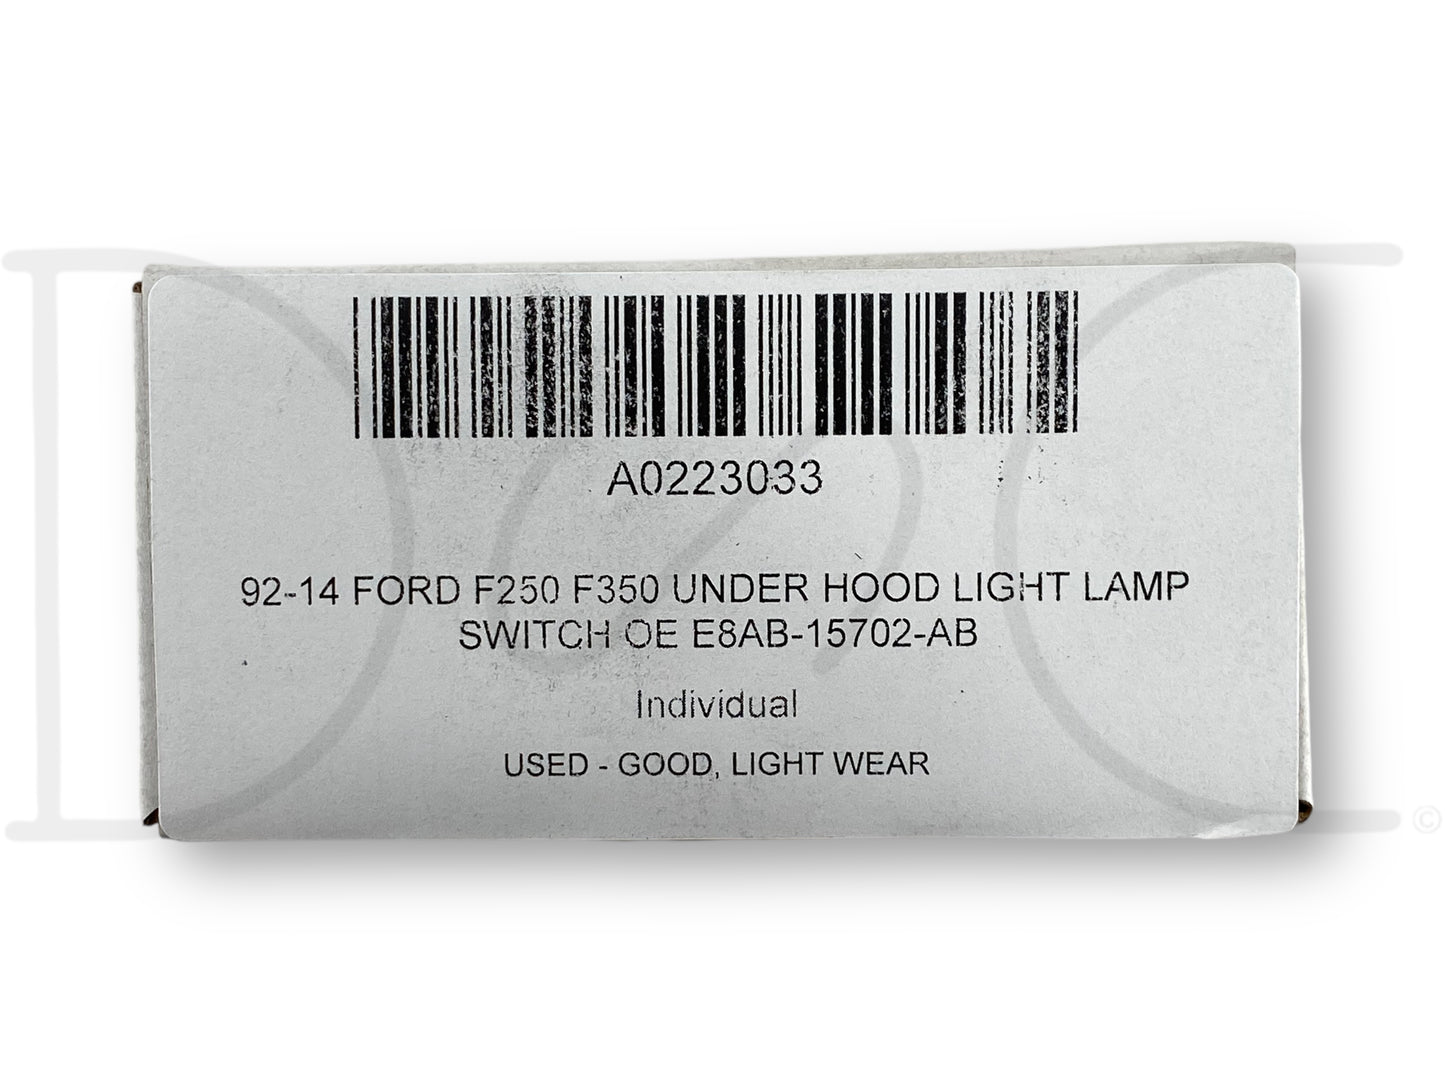 A0223033
92-14 FORD F250 F350 UNDER HOOD LIGHT LAMP
SWITCH OE E8AB-15702-AB
Individual
USED - GOOD, LIGHT WEAR
©